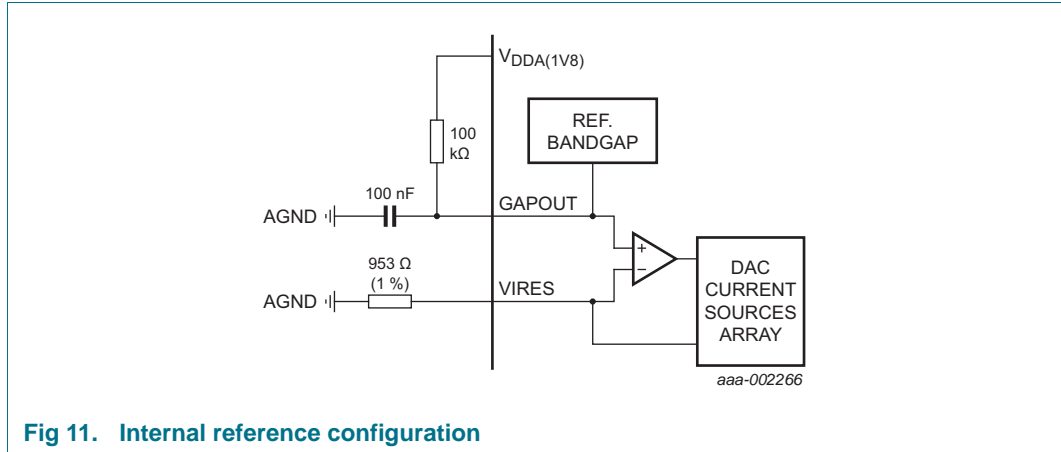 VDDA(1V8)
100
kΩ
REF.
BANDGAP
100 nF
AGND
GAPOUT
+
−
953 Ω
(1 %)
AGND
VIRES
DAC
CURRENT
SOURCES
ARRAY
aaa-002266
Fig 11. Internal reference configuration